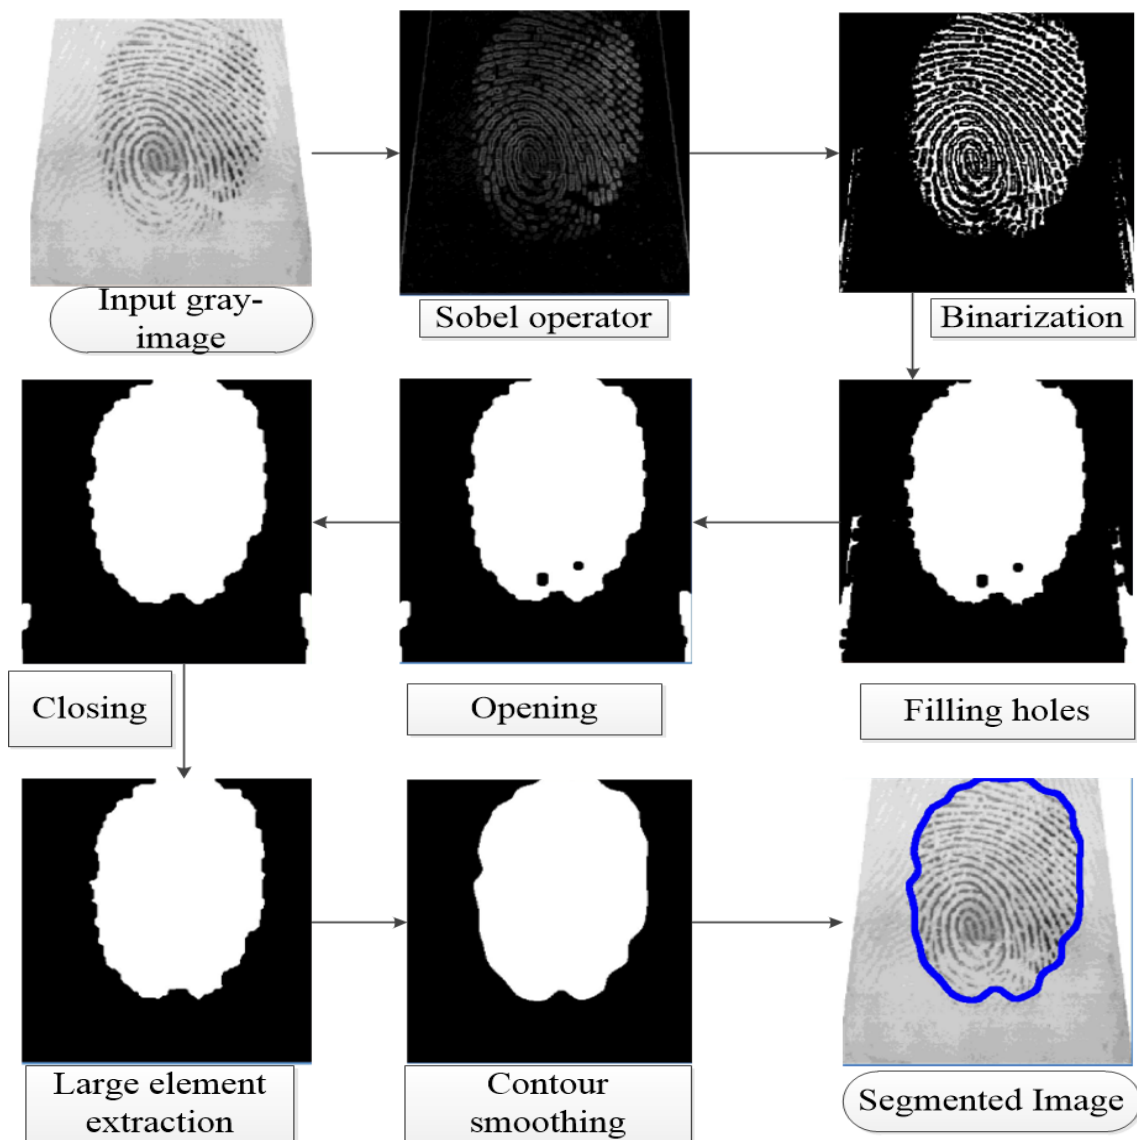 Input gray-
image
Sobel operator
Binarization
Closing
Opening
Filling holes
Large element
extraction
Contour
smoothing
Segmented Image